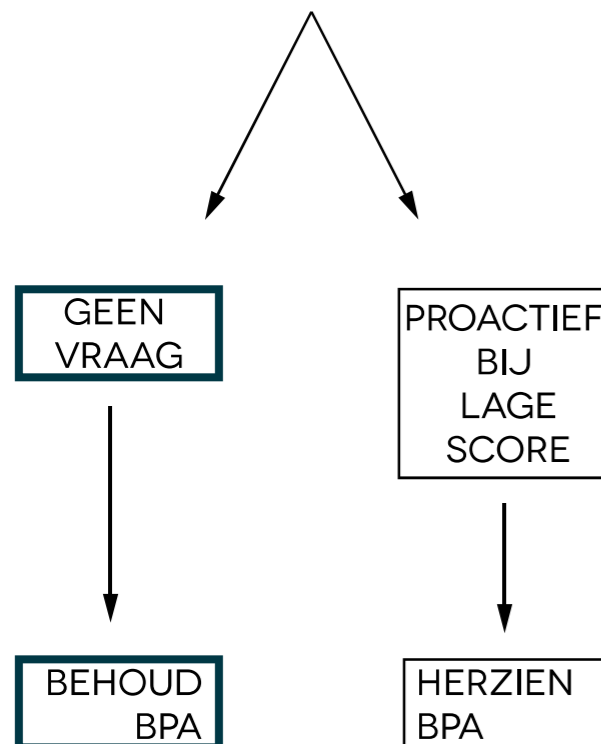 GEEN
VRAAG
PROACTIEF
BIJ
LAGE
SCORE
BEHOUD
BPA
HERZIEN
BPA